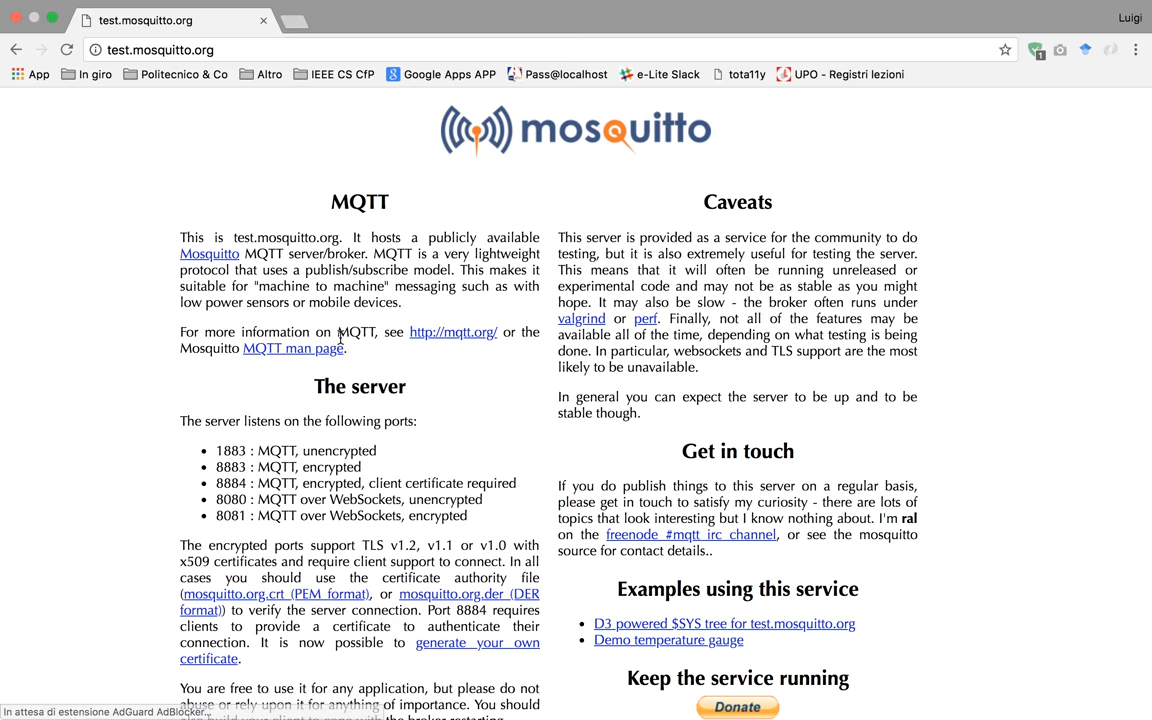 test.mosquitto.org
Luigi
test.mosquitto.org
1
App In giro Politecnico & Co Altro IEEE CS CfP Google Apps APP Pass@localhost e-Lite Slack tota11y UPO - Registri lezioni
mosquitto
MQTT
This is test.mosquitto.org. It hosts a publicly available
Mosquitto MQTT server/broker. MQTT is a very lightweight
protocol that uses a publish/subscribe model. This makes it
suitable for "machine to machine" messaging such as with
low power sensors or mobile devices.
For more information on MQTT, see http://mqtt.org/ or the
Mosquitto MQTT man page.
The server
The server listens on the following ports:
• 1883 : MQTT, unencrypted
• 8883 : MQTT, encrypted
• 8884 : MQTT, encrypted, client certificate required
• 8080 : MQTT over WebSockets, unencrypted
• 8081 : MQTT over WebSockets, encrypted
The encrypted ports support TLS v1.2, v1.1 or v1.0 with
x509 certificates and require client support to connect. In all
cases you should use the certificate authority file
(mosquitto.org.crt (PEM format), or mosquitto.org.der (DER
format)) to verify the server connection. Port 8884 requires
clients to provide a certificate to authenticate their
connection. It is now possible to generate your own
certificate.
You are free to use it for any application, but please do not
abuse or rely upon it for anything of importance. You should
also build your client to cope with the broker restarting.
Caveats
This server is provided as a service for the community to do
testing, but it is also extremely useful for testing the server.
This means that it will often be running unreleased or
experimental code and may not be as stable as you might
hope. It may also be slow - the broker often runs under
valgrind or perf. Finally, not all of the features may be
available all of the time, depending on what testing is being
done. In particular, websockets and TLS support are the most
likely to be unavailable.
In general you can expect the server to be up and to be
stable though.
Get in touch
If you do publish things to this server on a regular basis,
please get in touch to satisfy my curiosity - there are lots of
topics that look interesting but I know nothing about. I'm ral
on the freenode #mqtt irc channel, or see the mosquitto
source for contact details..
Examples using this service
• D3 powered $SYS tree for test.mosquitto.org
• Demo temperature gauge
Keep the service running
Donate
In attesa di estensione AdGuard AdBlocker...